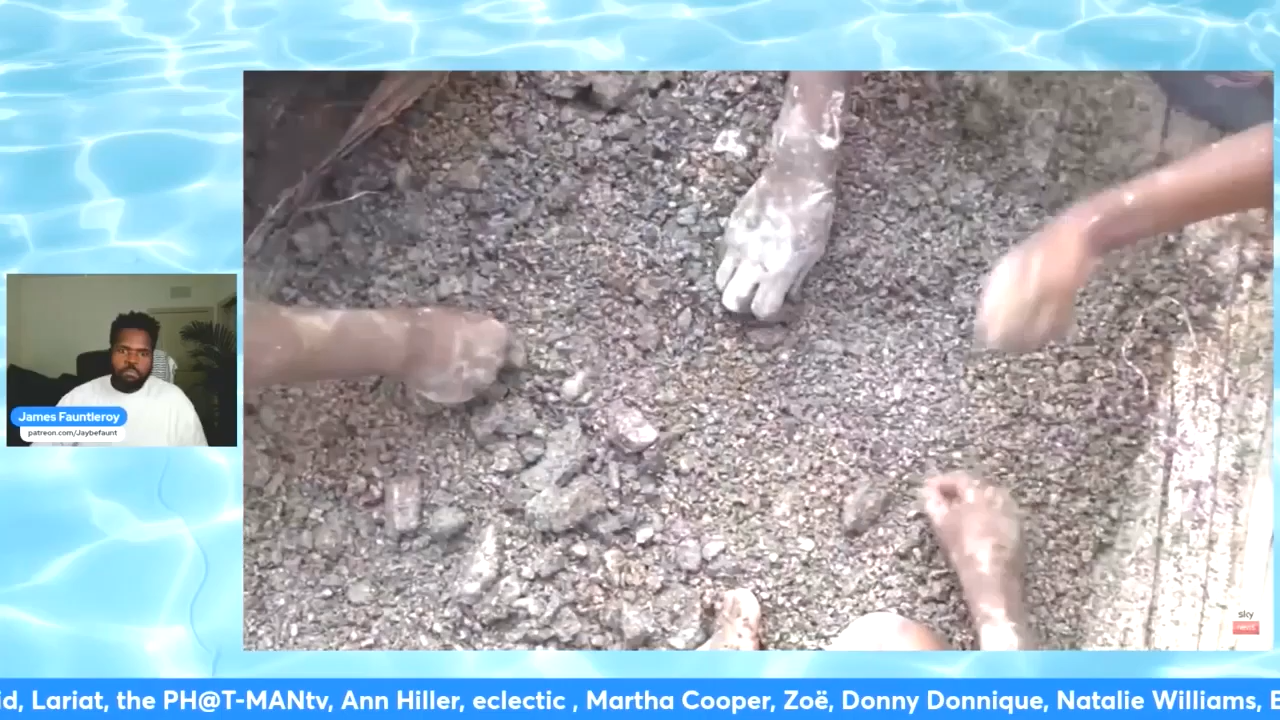 James Fauntleroy
patreon.com/Jaybefaunt
sky
news
id, Lariat, the PH@T-MANtv, Ann Hiller, eclectic , Martha Cooper, Zoë, Donny Donnique, Natalie Williams, E